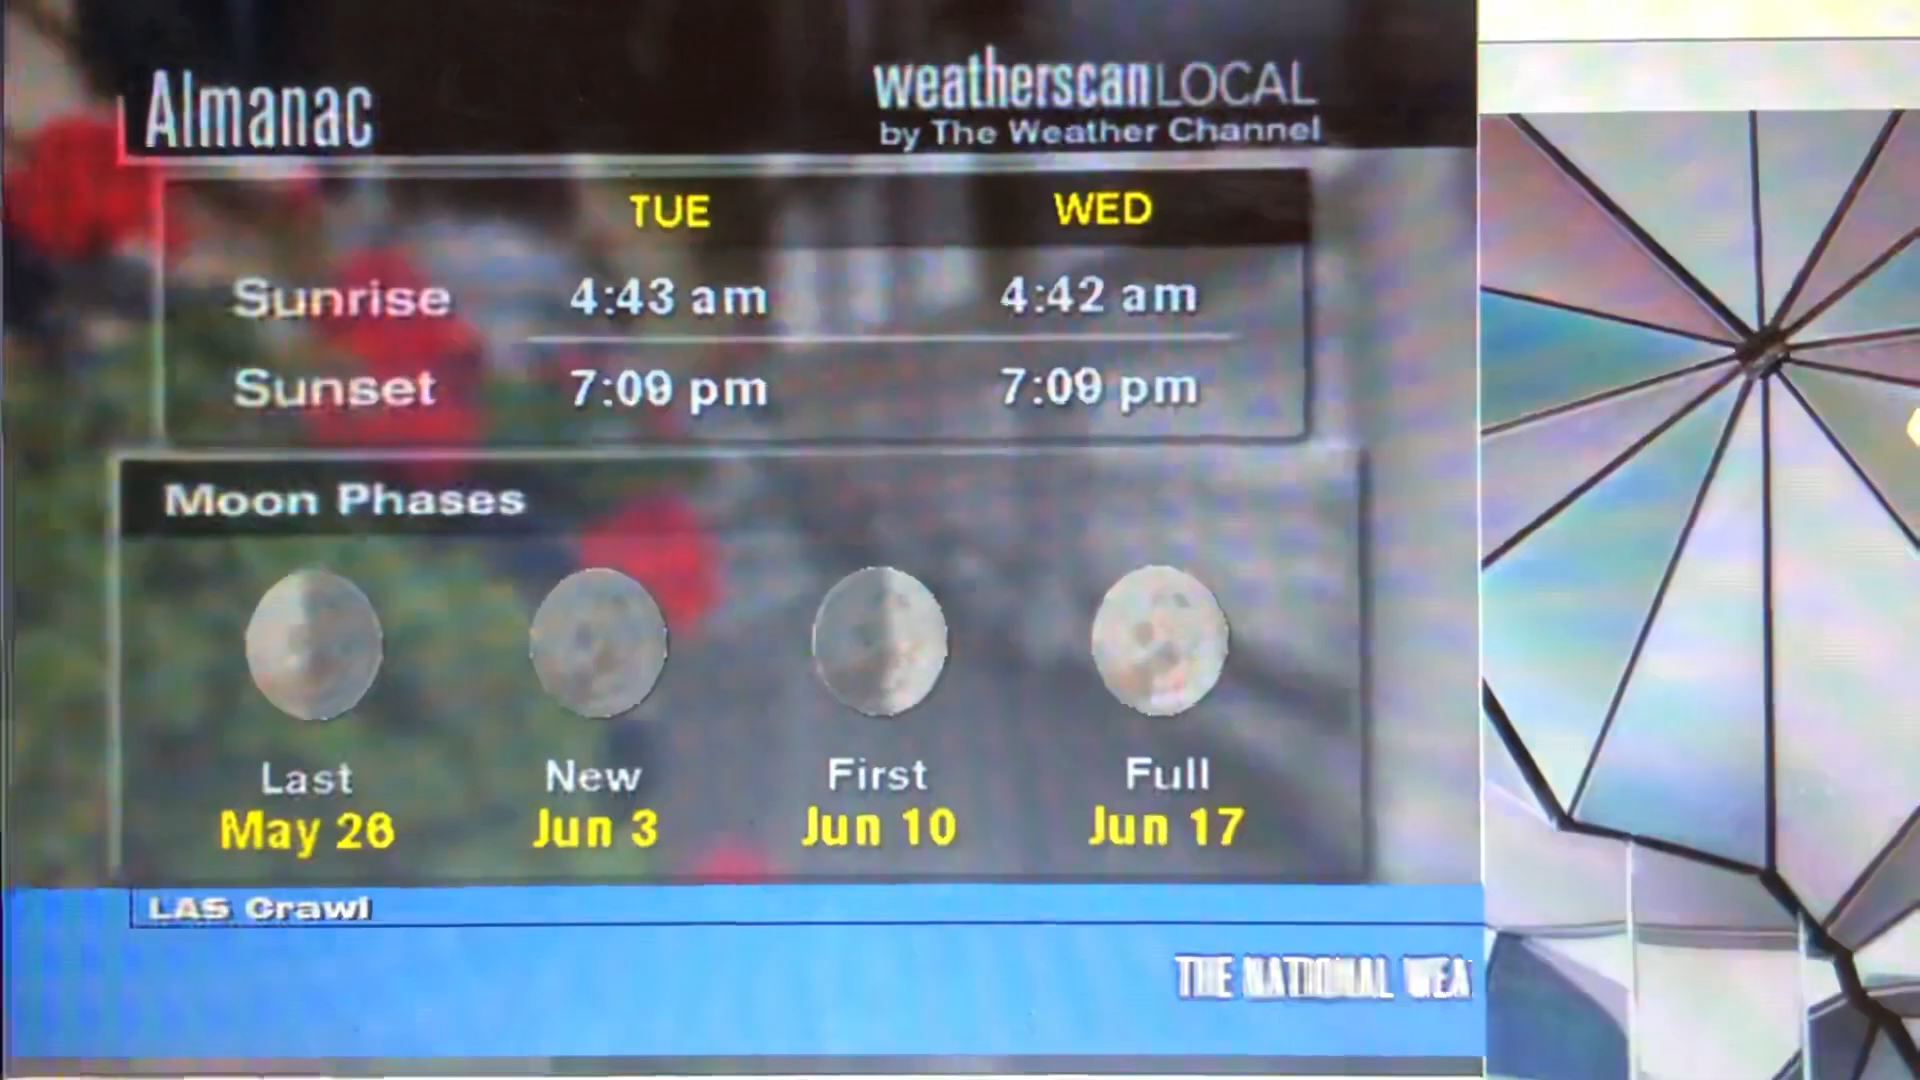 Almanac
weatherscanLOCAL
by The Weather Channel
TUE WED
Sunrise 4:43 am 4:42 am
Sunset 7:09 pm 7:09 pm
Moon Phases
Last New First Full
May 26 Jun 3 Jun 10 Jun 17
LAS Crawl
THE NATIONAL WEA